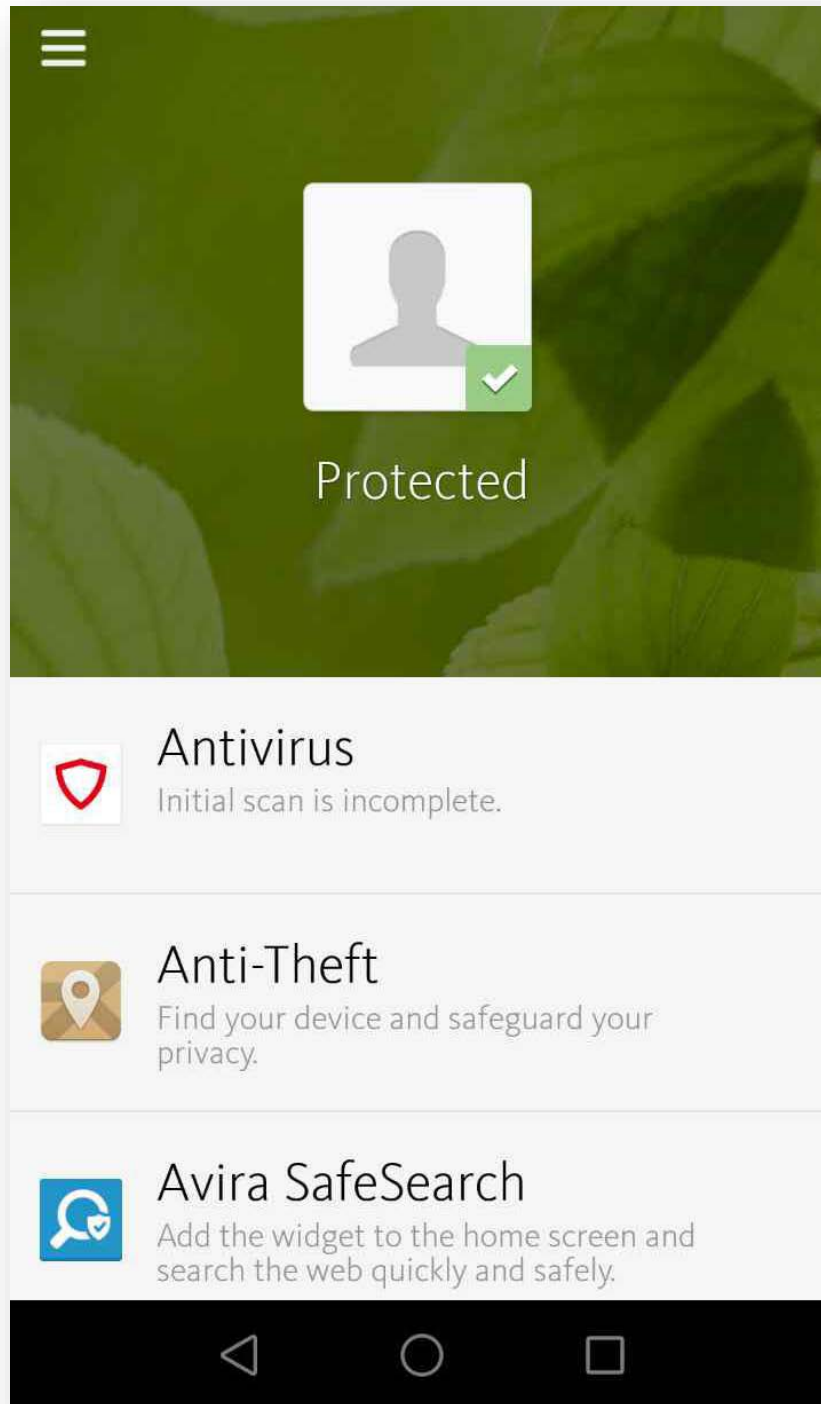 Protected
Antivirus
Initial scan is incomplete.
Anti-Theft
Find your device and safeguard your
privacy.
Avira SafeSearch
Add the widget to the home screen and
search the web quickly and safely.